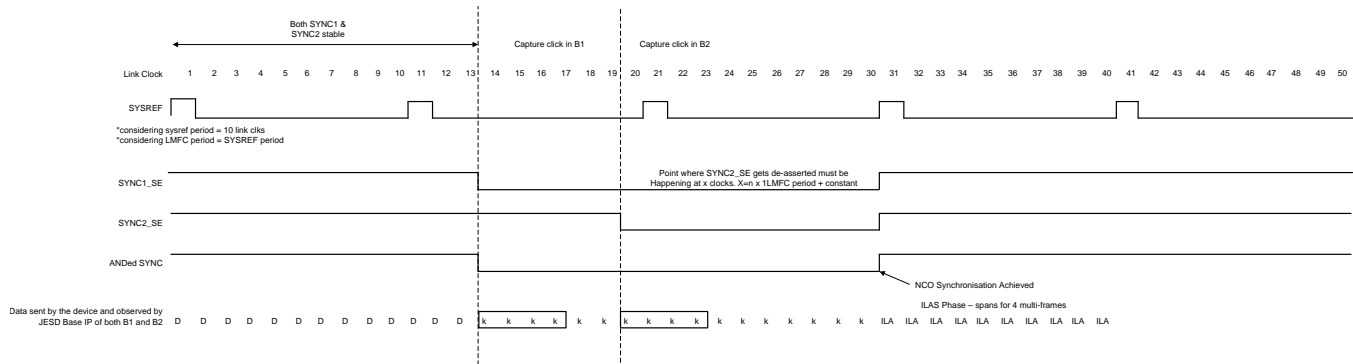 Both SYNC1 &
SYNC2 stable
Capture click in B1
Capture click in B2
Link Clock 1 2 3 4 5 6 7 8 9 10 11 12 13 14 15 16 17 18 19 20 21 22 23 24 25 26 27 28 29 30 31 32 33 34 35 36 37 38 39 40 41 42 43 44 45 46 47 48 49 50
SYSREF
*considering sysref period = 10 link clks
*considering LMFC period = SYSREF period
SYNC1_SE
Point where SYNC2_SE gets de-asserted must be
Happening at x clocks. X=n x 1LMFC period + constant
SYNC2_SE
ANDed SYNC
NCO Synchronisation Achieved
ILAS Phase – spans for 4 multi-frames
Data sent by the device and observed by
JESD Base IP of both B1 and B2
D D D D D D D D D D D D D k k k k k k k k k k k k k k k k k ILA ILA ILA ILA ILA ILA ILA ILA ILA ILA